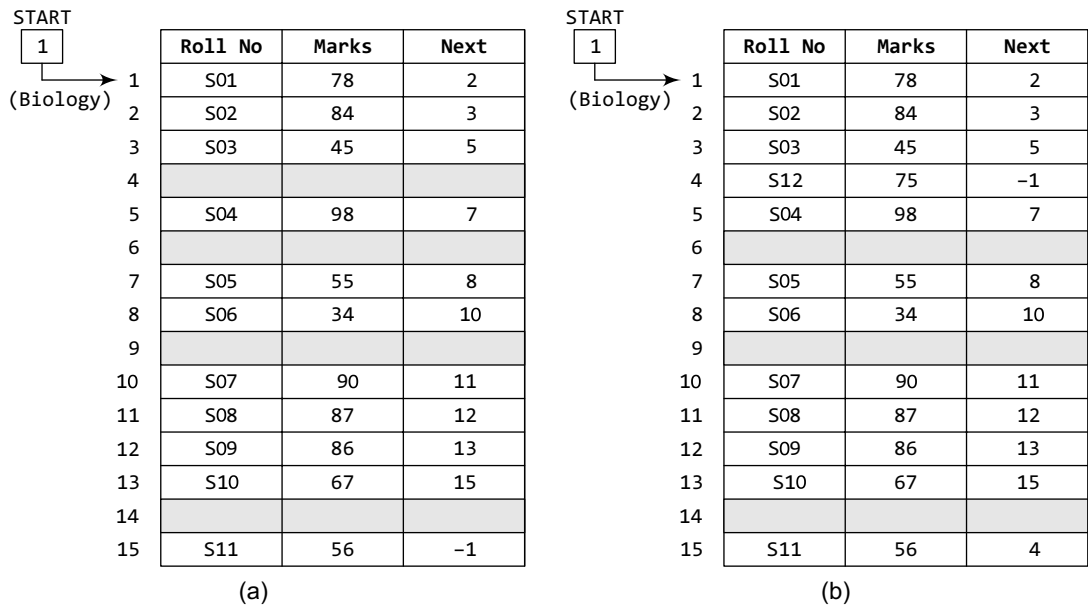 START
1
(Biology)
Roll No Marks Next
1 S01 78 2
2 S02 84 3
3 S03 45 5
4
5 S04 98 7
6
7 S05 55 8
8 S06 34 10
9
10 S07 90 11
11 S08 87 12
12 S09 86 13
13 S10 67 15
14
15 S11 56 –1
(a)
START
1
(Biology)
Roll No Marks Next
1 S01 78 2
2 S02 84 3
3 S03 45 5
4 S12 75 –1
5 S04 98 7
6
7 S05 55 8
8 S06 34 10
9
10 S07 90 11
11 S08 87 12
12 S09 86 13
13 S10 67 15
14
15 S11 56 4
(b)